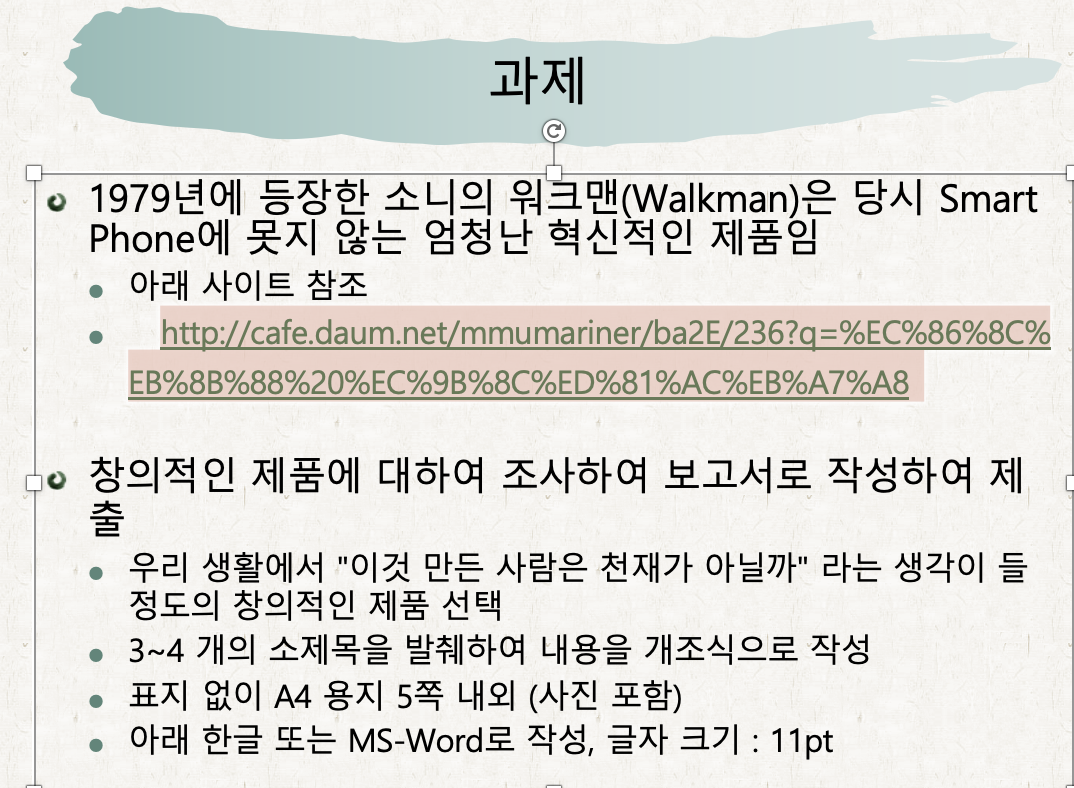 과제
1979년에 등장한 소니의 워크맨(Walkman)은 당시 Smart
Phone에 못지 않는 엄청난 혁신적인 제품임
아래 사이트 참조
http://cafe.daum.net/mmumariner/ba2E/236?q=%EC%86%8C%
EB%8B%88%20%EC%9B%8C%ED%81%AC%EB%A7%A8
창의적인 제품에 대하여 조사하여 보고서로 작성하여 제
출
우리 생활에서 "이것 만든 사람은 천재가 아닐까" 라는 생각이 들
정도의 창의적인 제품 선택
3~4 개의 소제목을 발췌하여 내용을 개조식으로 작성
표지 없이 A4 용지 5쪽 내외 (사진 포함)
아래 한글 또는 MS-Word로 작성, 글자 크기 : 11pt